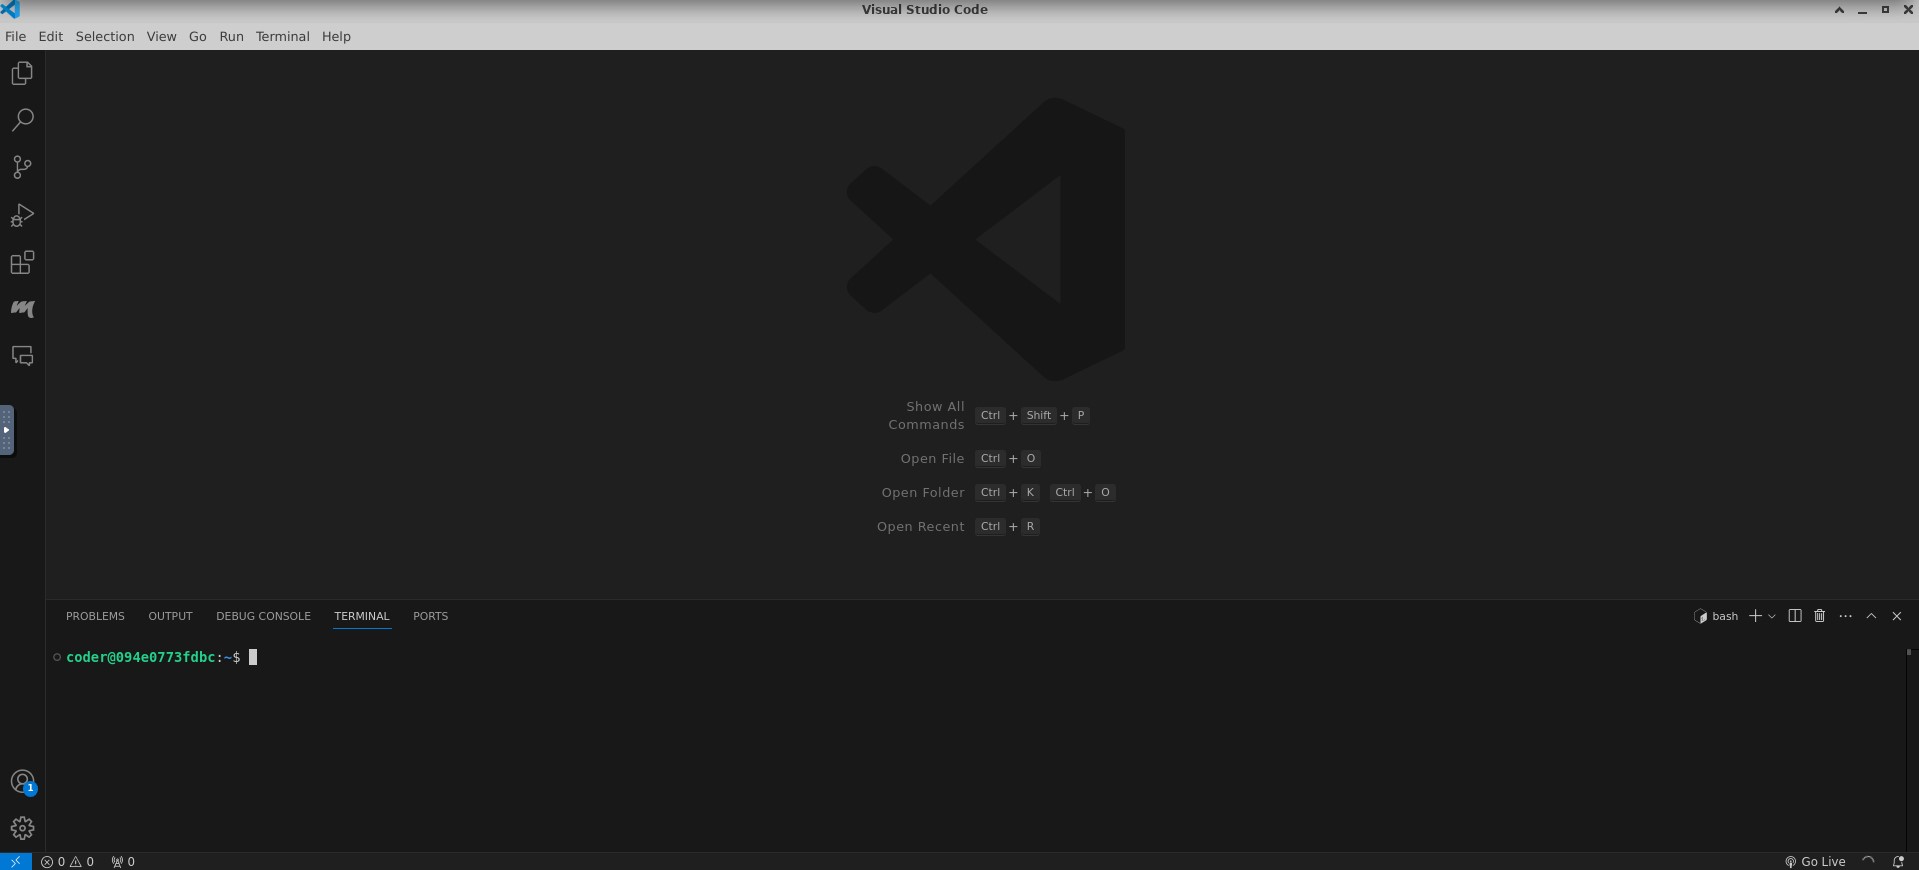 Visual Studio Code
File Edit Selection View Go Run Terminal Help
Show All
Commands
Ctrl + Shift + P
Open File Ctrl + O
Open Folder Ctrl + K Ctrl + O
Open Recent Ctrl + R
PROBLEMS OUTPUT DEBUG CONSOLE TERMINAL PORTS
bash
coder@094e0773fdbc:~$
1
0 0 0
Go Live